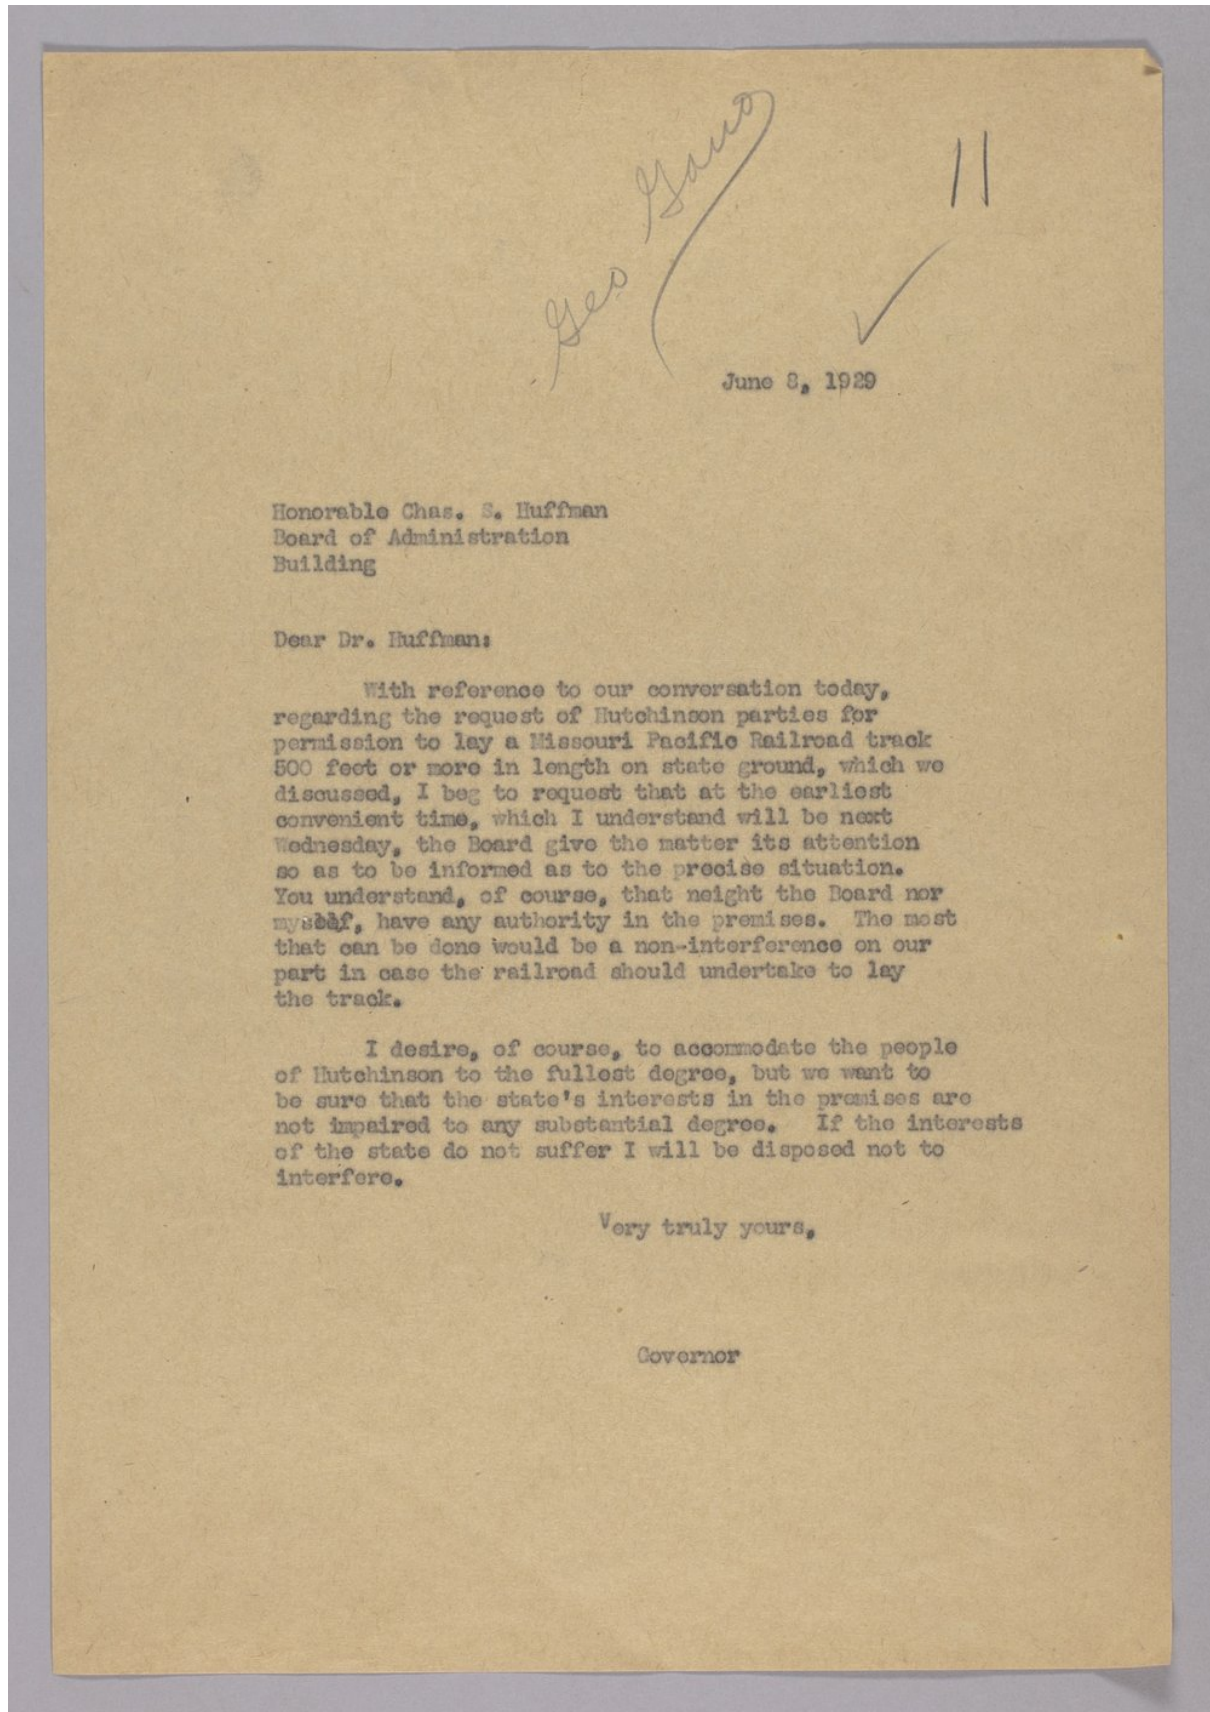 Geo Gano
11
June 8, 1929
Honorable Chas. S. Huffman
Board of Administration
Building
Dear Dr. Huffman:
With reference to our conversation today,
regarding the request of Hutchinson parties for
permission to lay a Missouri Pacific Railroad track
500 feet or more in length on state ground, which we
discussed, I beg to request that at the earliest
convenient time, which I understand will be next
Wednesday, the Board give the matter its attention
so as to be informed as to the precise situation.
You understand, of course, that neight the Board nor
myself, have any authority in the premises. The most
that can be done would be a non-interference on our
part in case the railroad should undertake to lay
the track.
I desire, of course, to accommodate the people
of Hutchinson to the fullest degree, but we want to
be sure that the state's interests in the premises are
not impaired to any substantial degree. If the interests
of the state do not suffer I will be disposed not to
interfere.
Very truly yours,
Governor